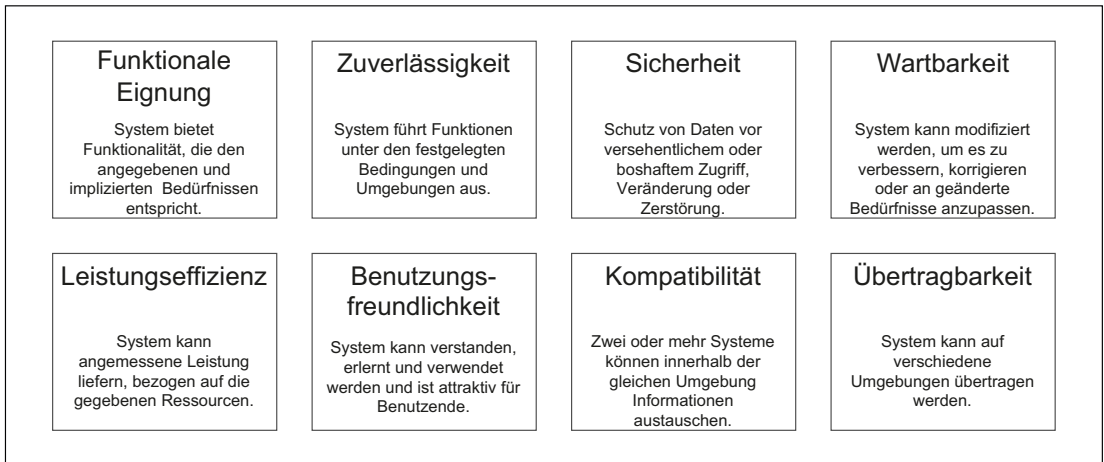 Funktionale
Eignung
System bietet
Funktionalität, die den
angegebenen und
implizierten Bedürfnissen
entspricht.
Zuverlässigkeit
System führt Funktionen
unter den festgelegten
Bedingungen und
Umgebungen aus.
Sicherheit
Schutz von Daten vor
versehentlichem oder
boshaftem Zugriff,
Veränderung oder
Zerstörung.
Wartbarkeit
System kann modifiziert
werden, um es zu
verbessern, korrigieren
oder an geänderte
Bedürfnisse anzupassen.
Leistungseffizienz
System kann
angemessene Leistung
liefern, bezogen auf die
gegebenen Ressourcen.
Benutzungs-
freundlichkeit
System kann verstanden,
erlernt und verwendet
werden und ist attraktiv für
Benutzende.
Kompatibilität
Zwei oder mehr Systeme
können innerhalb der
gleichen Umgebung
Informationen
austauschen.
Übertragbarkeit
System kann auf
verschiedene
Umgebungen übertragen
werden.